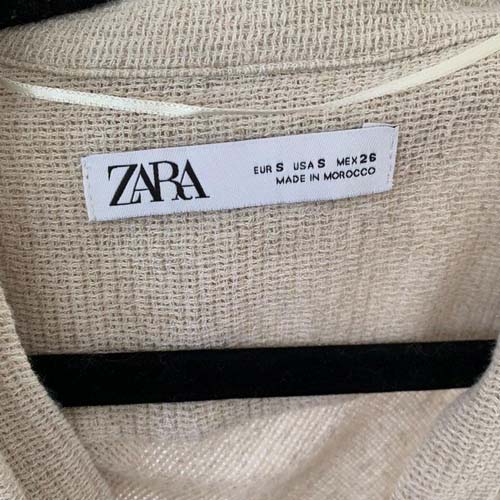 ZARA
EUR S USA S MEX 26
MADE IN MOROCCO